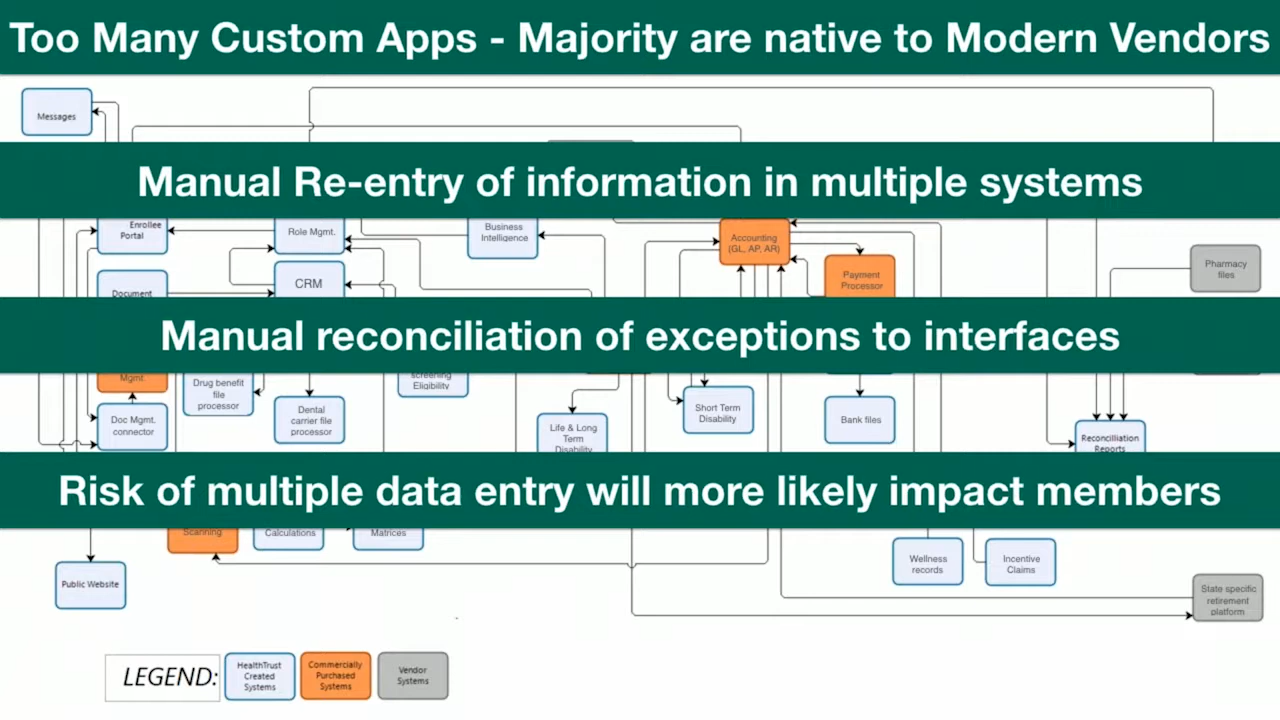 Too Many Custom Apps - Majority are native to Modern Vendors
Messages
Manual Re-entry of information in multiple systems
Enrollee
Portal
Role Mgmt.
Business
Intelligence
Accounting
(GL, AP, AR)
Payment
Processor
Pharmacy
files
CRM
Document
Manual reconciliation of exceptions to interfaces
Mgmt.
Drug benefit
file
processor
screening
Eligibility
Doc Mgmt.
connector
Dental
carrier file
processor
Life & Long
Term
Disability
Short Term
Disability
Bank files
Reconciliation
Reports
Risk of multiple data entry will more likely impact members
Scanning
Calculations
Matrices
Public Website
Wellness
records
Incentive
Claims
State specific
retirement
platform
LEGEND:
HealthTrust
Created
Systems
Commercially
Purchased
Systems
Vendor
Systems